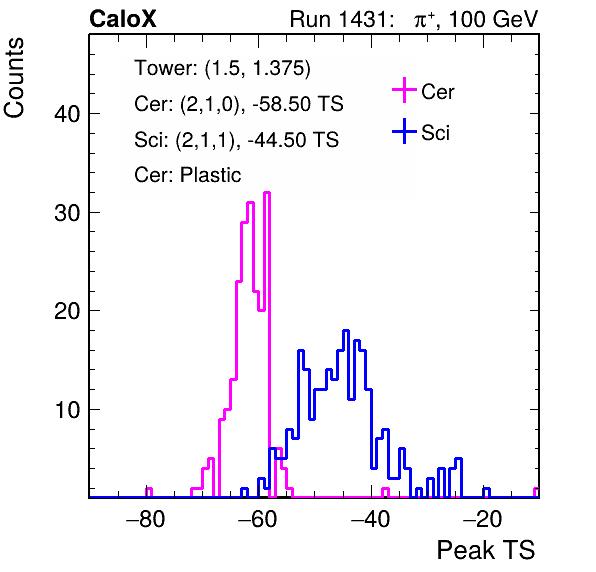 CaloX Run 1431: π⁺, 100 GeV
Counts
Tower: (1.5, 1.375)
Cer: (2,1,0), -58.50 TS
Sci: (2,1,1), -44.50 TS
Cer: Plastic
Cer
Sci
40
30
20
10
−80 −60 −40 −20
Peak TS